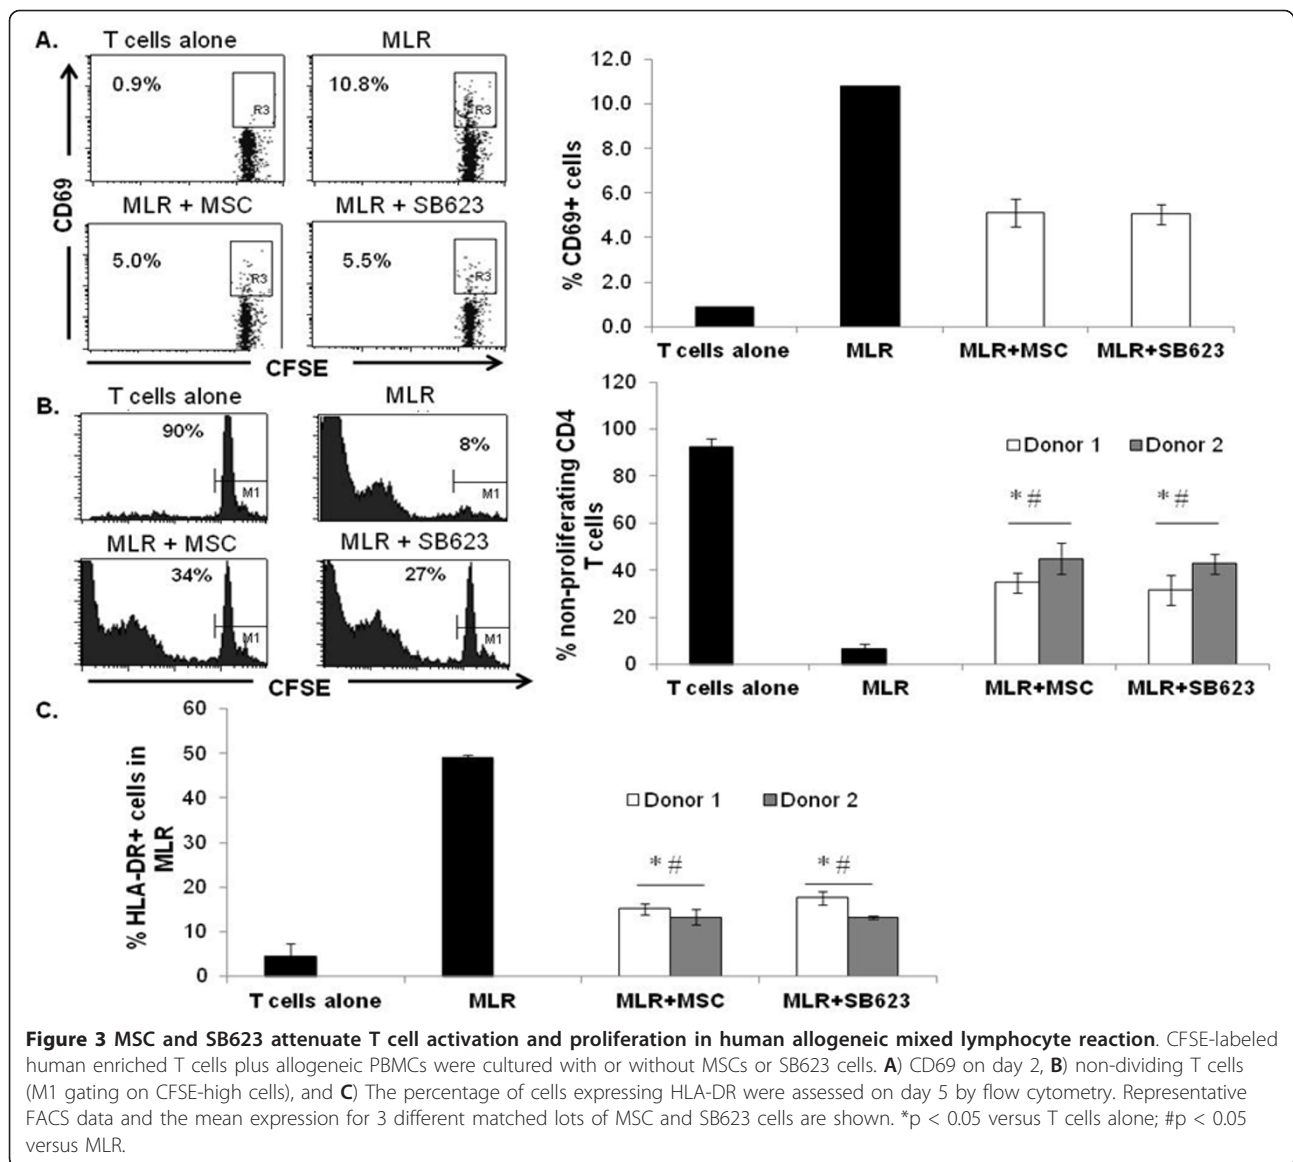 A.
T cells alone
MLR
0.9%
R3
10.8%
R3
MLR + MSC
MLR + SB623
5.0%
R3
5.5%
R3
CD69
CFSE
12.0
10.0
8.0
6.0
4.0
2.0
0.0
% CD69+ cells
T cells alone
MLR
MLR+MSC
MLR+SB623
B.
T cells alone
MLR
90%
M1
8%
M1
MLR + MSC
MLR + SB623
34%
M1
27%
M1
CFSE
120
100
80
60
40
20
0
% non-proliferating CD4
T cells
Donor 1
Donor 2
*#
*#
T cells alone
MLR
MLR+MSC
MLR+SB623
C.
60
50
40
30
20
10
0
% HLA-DR+ cells in
MLR
Donor 1
Donor 2
*#
*#
T cells alone
MLR
MLR+MSC
MLR+SB623
Figure 3 MSC and SB623 attenuate T cell activation and proliferation in human allogeneic mixed lymphocyte reaction. CFSE-labeled
human enriched T cells plus allogeneic PBMCs were cultured with or without MSCs or SB623 cells. A) CD69 on day 2, B) non-dividing T cells
(M1 gating on CFSE-high cells), and C) The percentage of cells expressing HLA-DR were assessed on day 5 by flow cytometry. Representative
FACS data and the mean expression for 3 different matched lots of MSC and SB623 cells are shown. *p < 0.05 versus T cells alone; #p < 0.05
versus MLR.